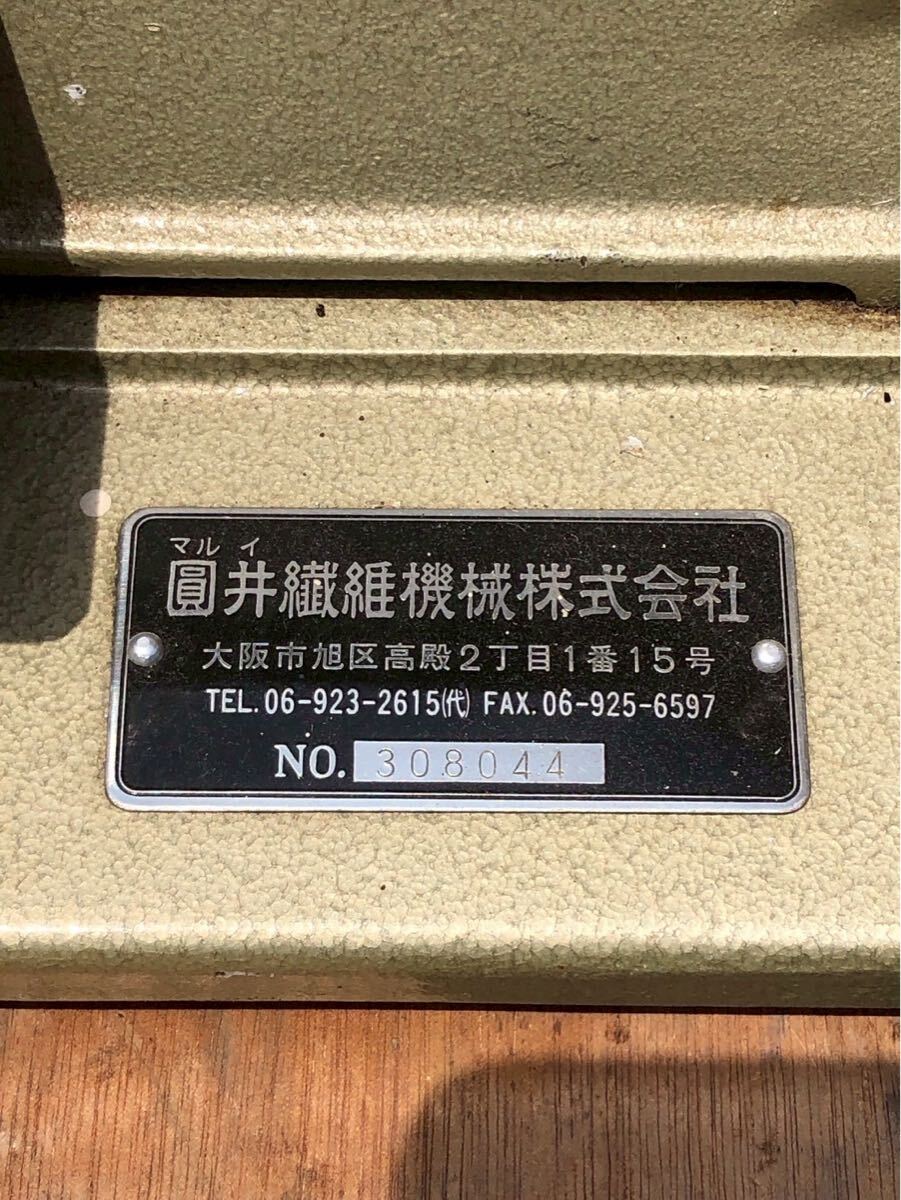 マルイ
圓井繊維機械株式会社
大阪市旭区高殿2丁目1番15号
TEL.06-923-2615㈹ FAX.06-925-6597
NO. 308044